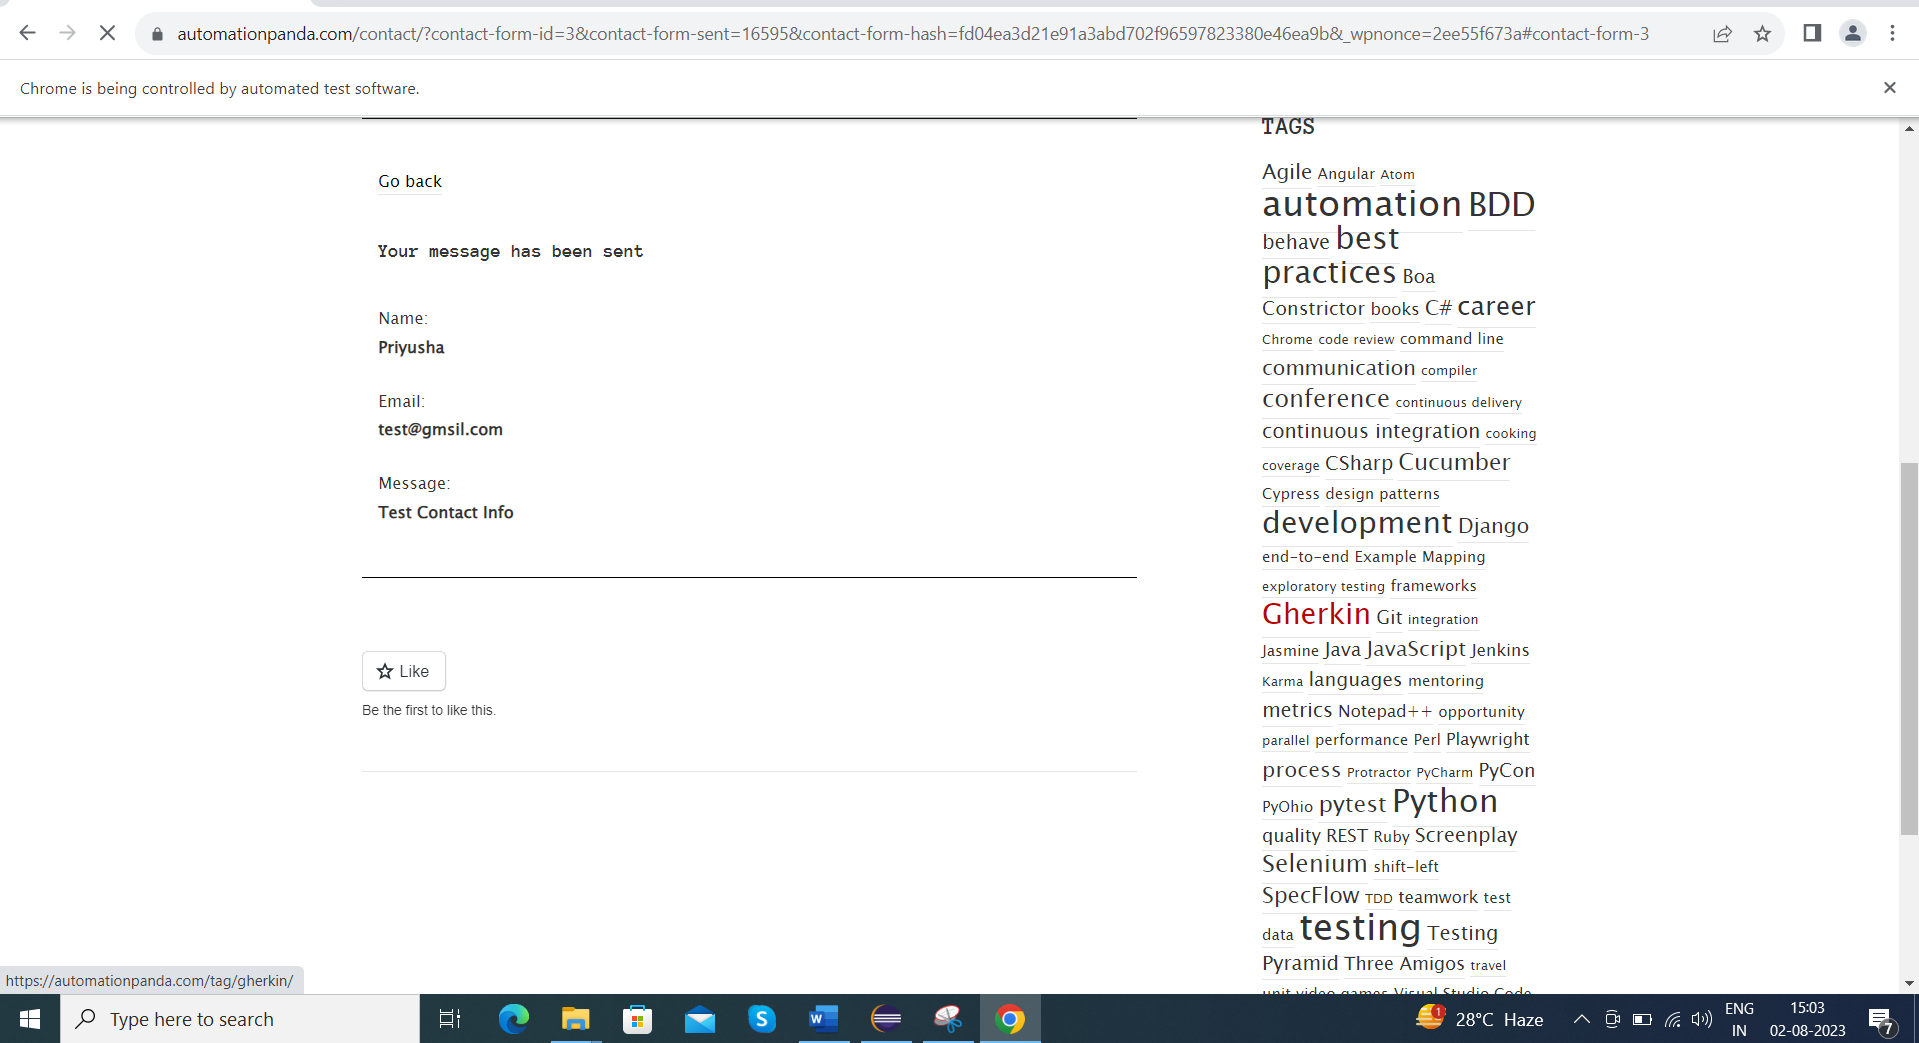 automationpanda.com/contact/?contact-form-id=3&contact-form-sent=16595&contact-form-hash=fd04ea3d21e91a3abd702f96597823380e46ea9b&_wpnonce=2ee55f673a#contact-form-3
Chrome is being controlled by automated test software.
Go back
Your message has been sent
Name:
Priyusha
Email:
test@gmsil.com
Message:
Test Contact Info
Like
Be the first to like this.
TAGS
Agile Angular Atom
automation BDD
behave best
practices Boa
Constrictor books C# career
Chrome code review command line
communication compiler
conference continuous delivery
continuous integration cooking
coverage CSharp Cucumber
Cypress design patterns
development Django
end-to-end Example Mapping
exploratory testing frameworks
Gherkin Git integration
Jasmine Java JavaScript Jenkins
Karma languages mentoring
metrics Notepad++ opportunity
parallel performance Perl Playwright
process Protractor PyCharm PyCon
PyOhio pytest Python
quality REST Ruby Screenplay
Selenium shift-left
SpecFlow TDD teamwork test
data testing Testing
Pyramid Three Amigos travel
unit video games Visual Studio Code
https://automationpanda.com/tag/gherkin/
Type here to search
1
28°C Haze
ENG
IN
15:03
02-08-2023
7